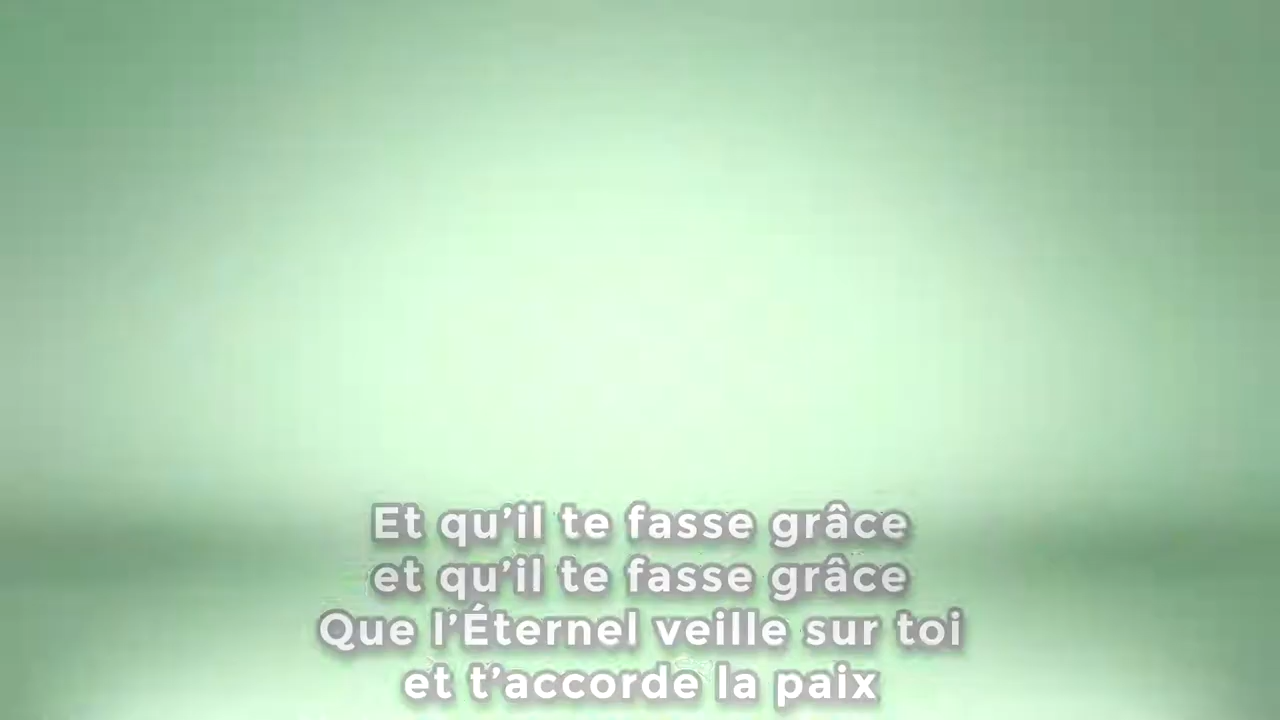 Et qu’il te fasse grâce
et qu’il te fasse grâce
Que l’Éternel veille sur toi
et t’accorde la paix